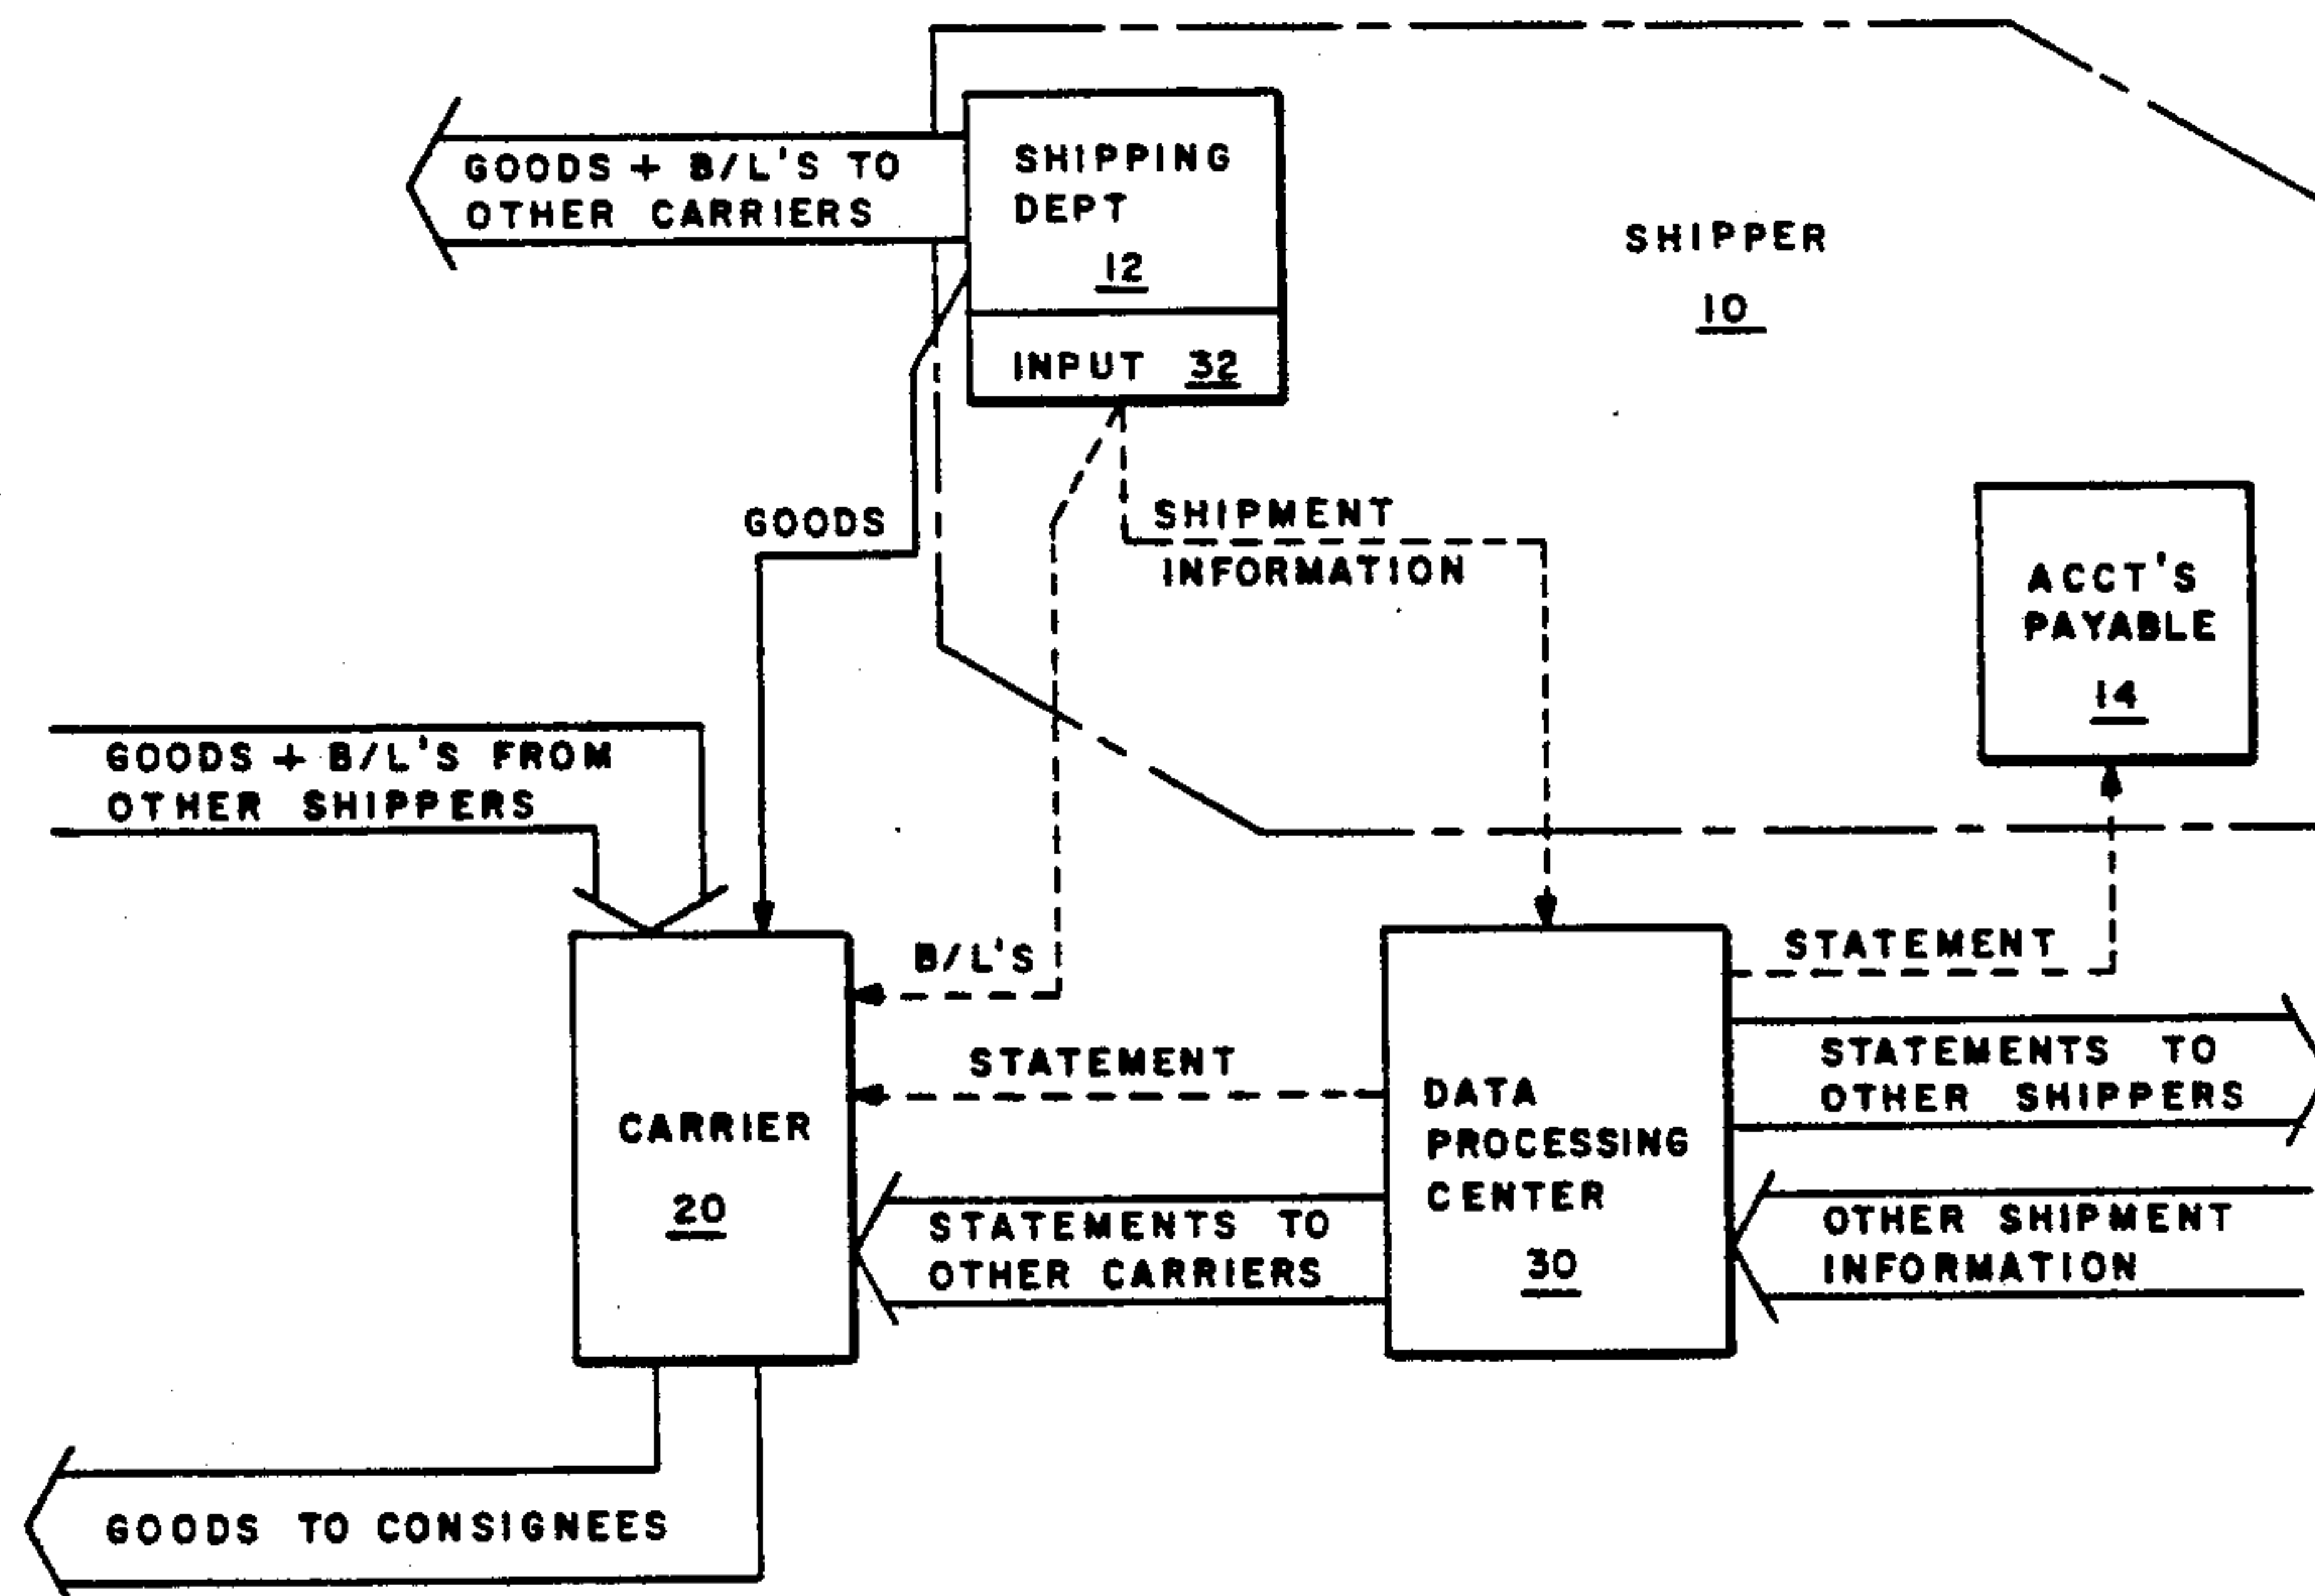 GOODS + B/L'S TO
OTHER CARRIERS
SHIPPING
DEPT
12
INPUT 32
SHIPPER
10
GOODS
SHIPMENT
INFORMATION
ACCT'S
PAYABLE
14
GOODS + B/L'S FROM
OTHER SHIPPERS
B/L'S
STATEMENT
STATEMENT
CARRIER
20
DATA
PROCESSING
CENTER
30
STATEMENTS TO
OTHER SHIPPERS
STATEMENTS TO
OTHER CARRIERS
OTHER SHIPMENT
INFORMATION
GOODS TO CONSIGNEES